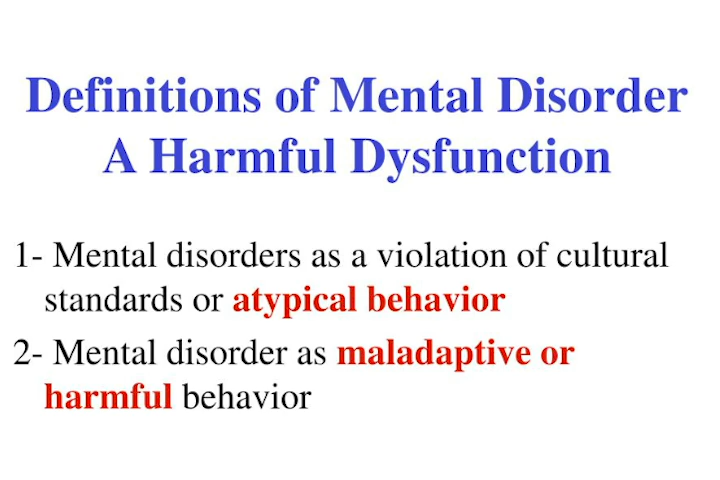 Definitions of Mental Disorder
A Harmful Dysfunction
1- Mental disorders as a violation of cultural
standards or atypical behavior
2- Mental disorder as maladaptive or
harmful behavior